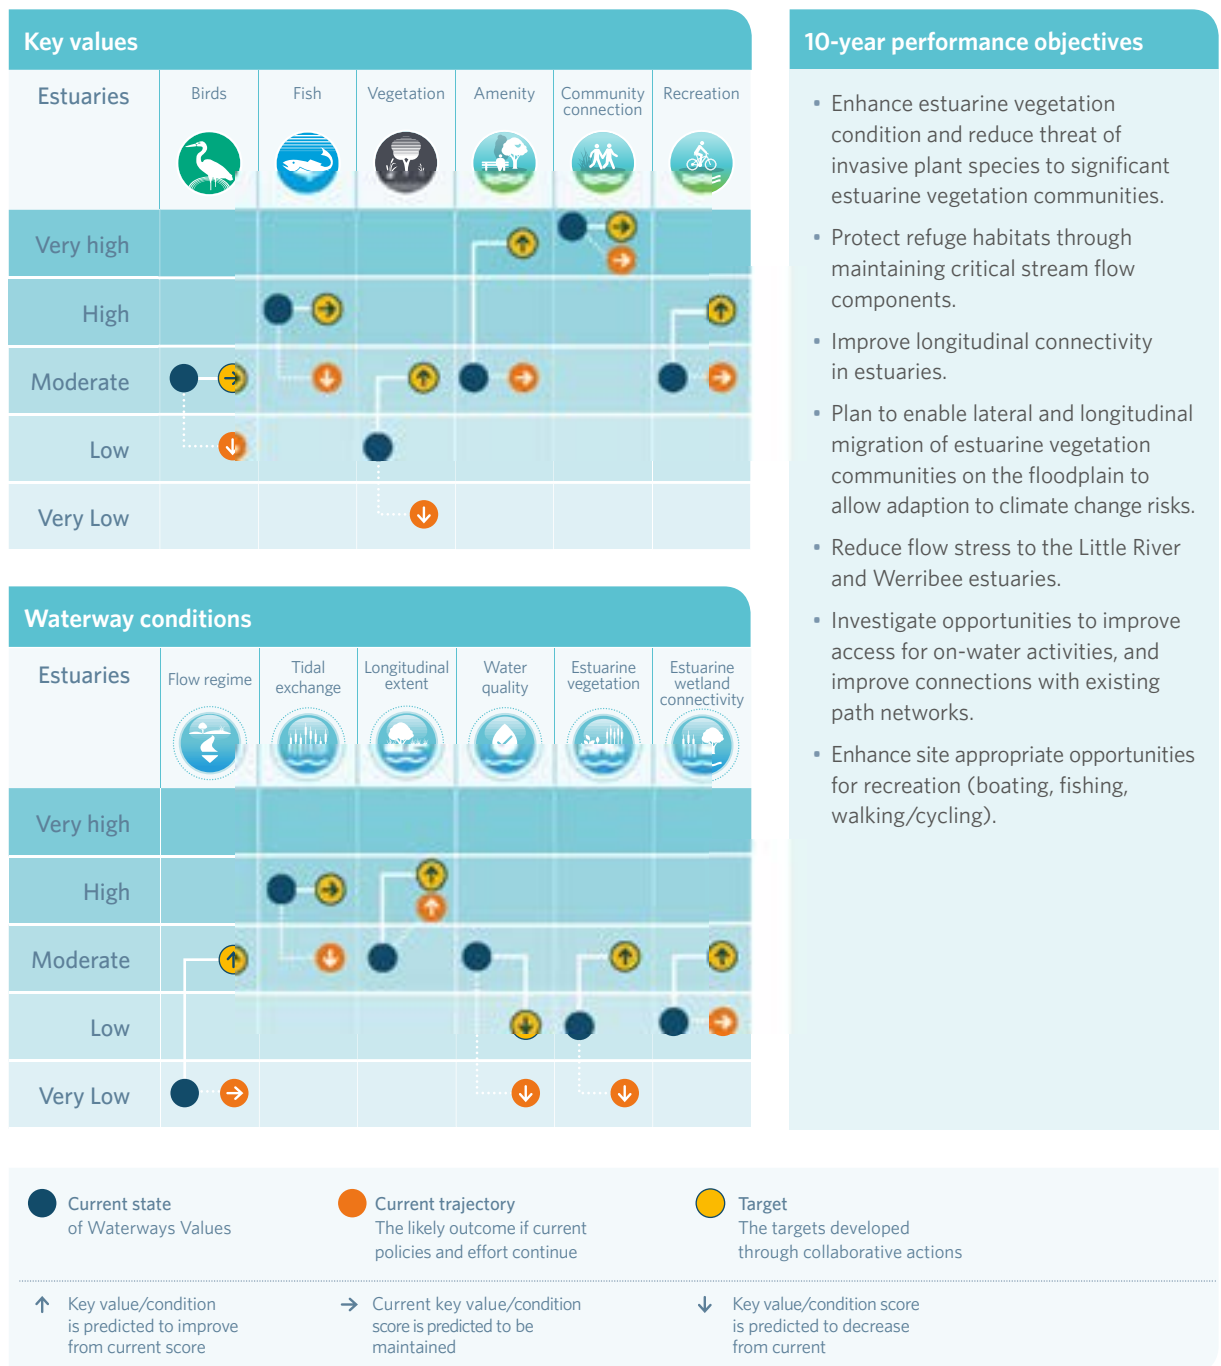 Key values
Estuaries
Birds
Fish
Vegetation
Amenity
Community
connection
Recreation
Very high
High
Moderate
Low
Very Low
Waterway conditions
Estuaries
Flow regime
Tidal
exchange
Longitudinal
extent
Water
quality
Estuarine
vegetation
Estuarine
wetland
connectivity
Very high
High
Moderate
Low
Very Low
10-year performance objectives
• Enhance estuarine vegetation
condition and reduce threat of
invasive plant species to significant
estuarine vegetation communities.
• Protect refuge habitats through
maintaining critical stream flow
components.
• Improve longitudinal connectivity
in estuaries.
• Plan to enable lateral and longitudinal
migration of estuarine vegetation
communities on the floodplain to
allow adaption to climate change risks.
• Reduce flow stress to the Little River
and Werribee estuaries.
• Investigate opportunities to improve
access for on-water activities, and
improve connections with existing
path networks.
• Enhance site appropriate opportunities
for recreation (boating, fishing,
walking/cycling).
Current state
of Waterways Values
Current trajectory
The likely outcome if current
policies and effort continue
Target
The targets developed
through collaborative actions
Key value/condition
is predicted to improve
from current score
Current key value/condition
score is predicted to be
maintained
Key value/condition score
is predicted to decrease
from current